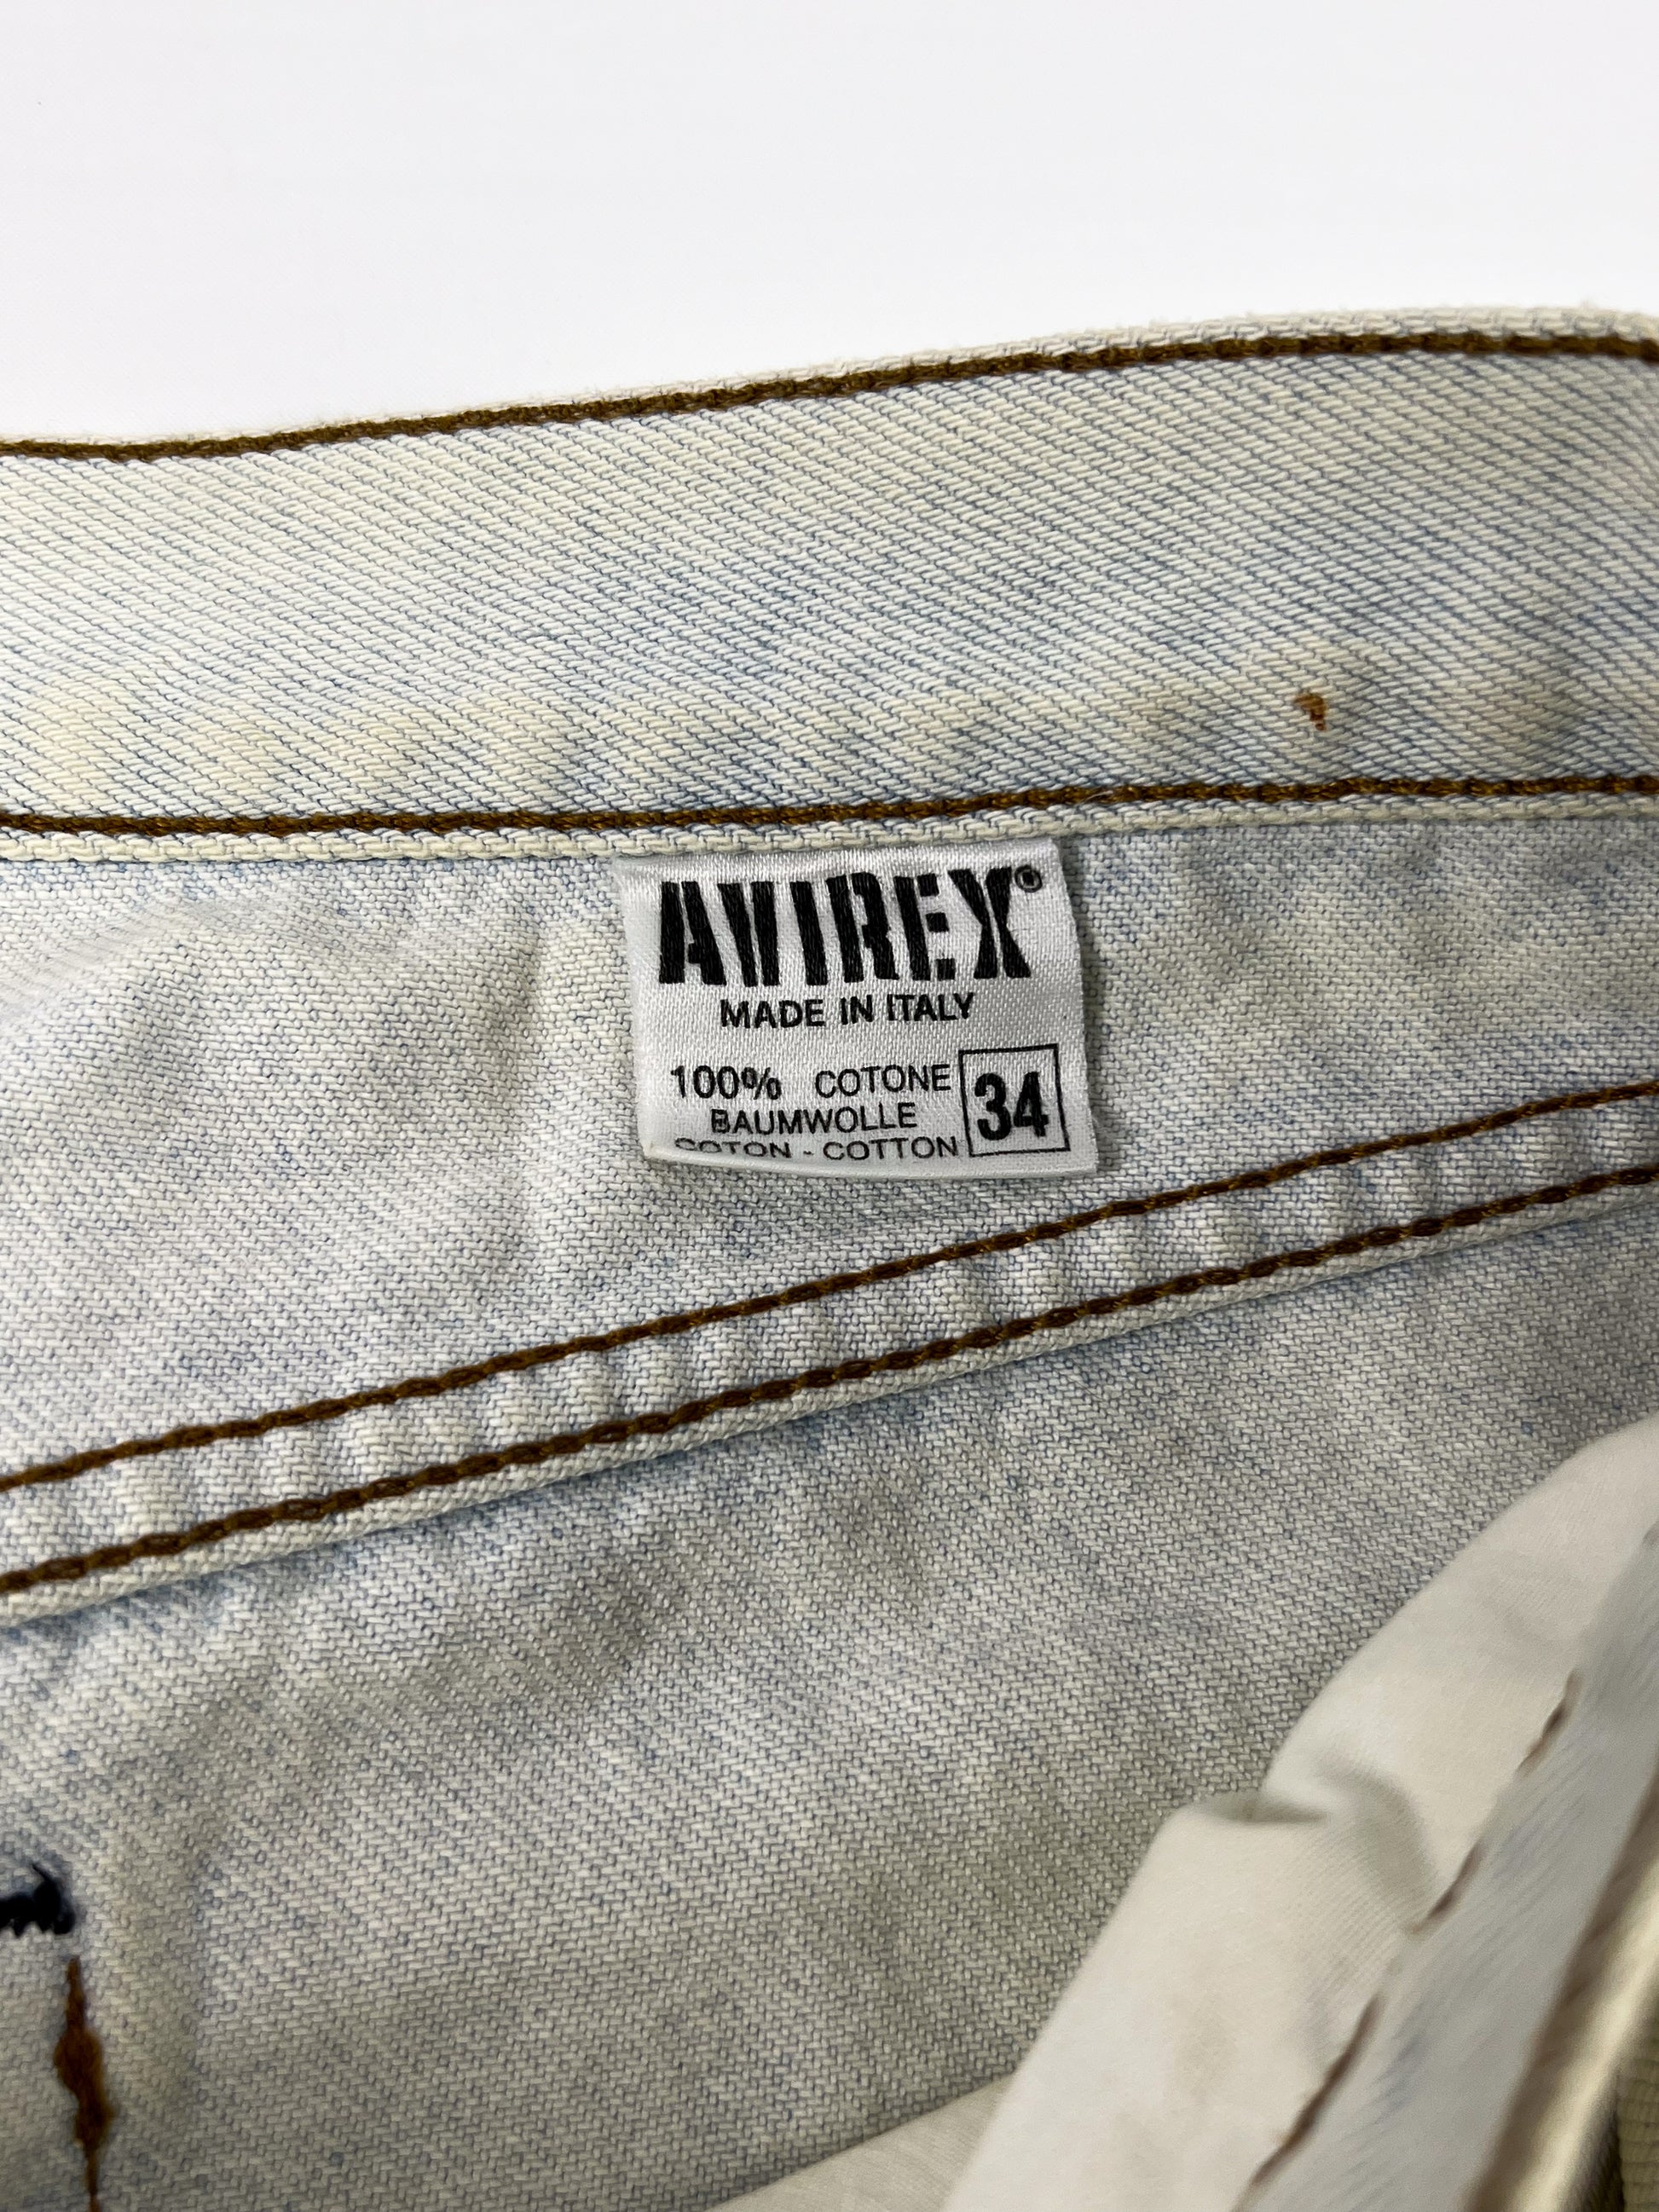 AVIREX®
MADE IN ITALY
100% COTONE
BAUMWOLLE
COTON - COTTON
34